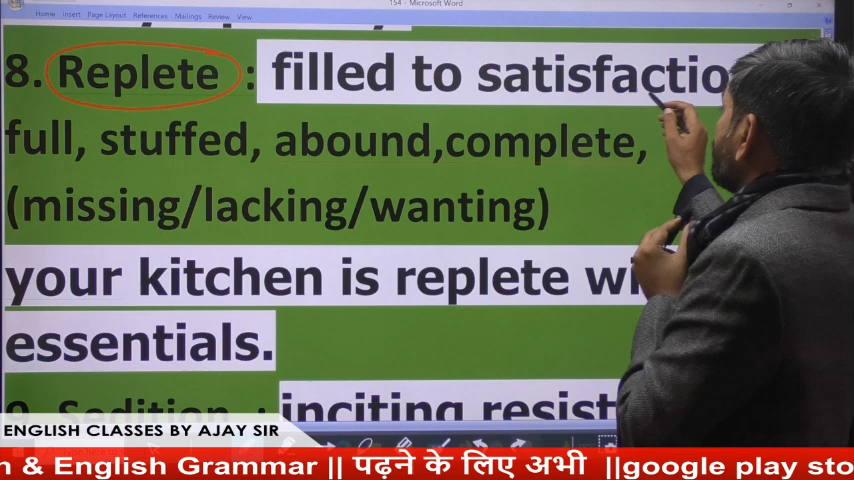 154 - Microsoft Word
Home Insert Page Layout References Mailings Review View
8. Replete : filled to satisfactio
full, stuffed, abound,complete,
(missing/lacking/wanting)
your kitchen is replete wi
essentials.
9. Sedition : inciting resist
ENGLISH CLASSES BY AJAY SIR
n & English Grammar || पढ़ने के लिए अभी ||google play sto